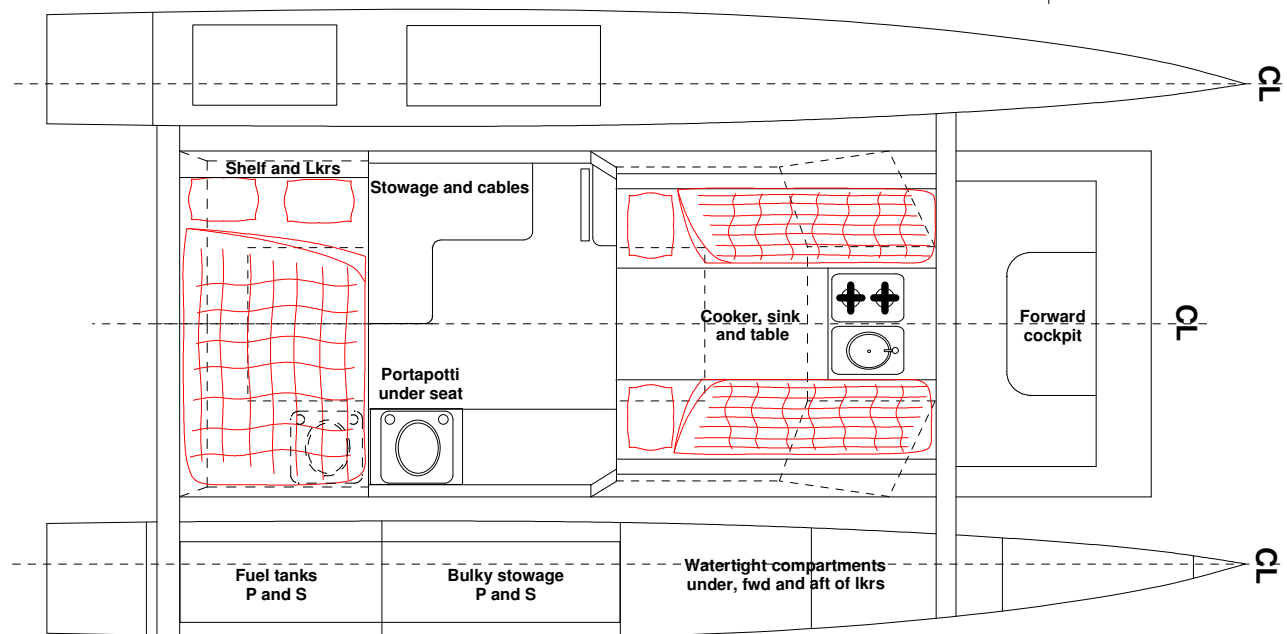 CL
Shelf and Lkrs
Stowage and cables
Cooker, sink
and table
Forward
cockpit
CL
Portapotti
under seat
Fuel tanks
P and S
Bulky stowage
P and S
Watertight compartments
under, fwd and aft of lkrs
CL